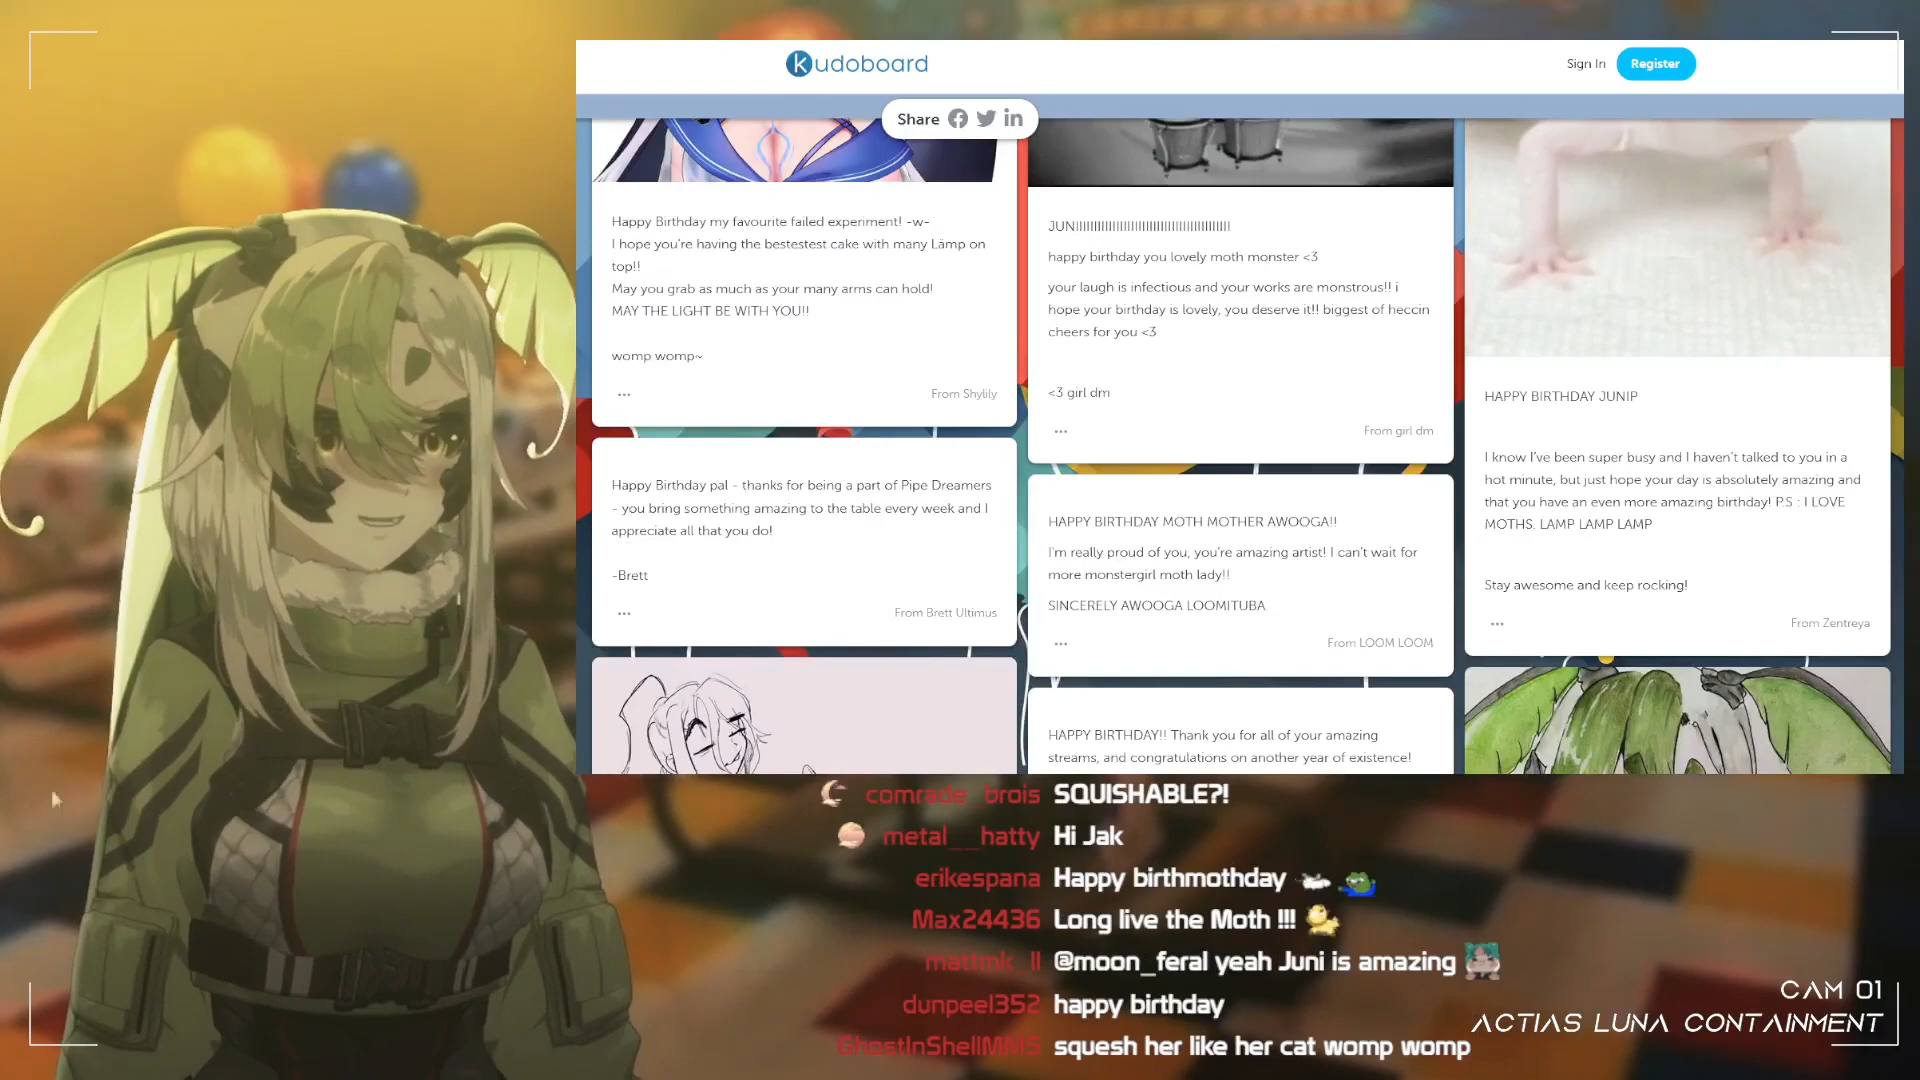 kudoboard
Sign In
Register
Share
Happy Birthday my favourite failed experiment! -w-
I hope you're having the bestestest cake with many Lämp on
top!!
May you grab as much as your many arms can hold!
MAY THE LIGHT BE WITH YOU!!
womp womp~
From Shylily
Happy Birthday pal - thanks for being a part of Pipe Dreamers
- you bring something amazing to the table every week and I
appreciate all that you do!
-Brett
From Brett Ultimus
happy birthday you lovely moth monster <3
your laugh is infectious and your works are monstrous!! i
hope your birthday is lovely, you deserve it!! biggest of heccin
cheers for you <3
<3 girl dm
From girl dm
HAPPY BIRTHDAY MOTH MOTHER AWOOGA!!
I'm really proud of you, you're amazing artist! I can't wait for
more monstergirl moth lady!!
SINCERELY AWOOGA LOOMITUBA
From LOOM LOOM
HAPPY BIRTHDAY!! Thank you for all of your amazing
streams, and congratulations on another year of existence!
HAPPY BIRTHDAY JUNIP
I know I've been super busy and I haven't talked to you in a
hot minute, but just hope your day is absolutely amazing and
that you have an even more amazing birthday! P.S : I LOVE
MOTHS. LAMP LAMP LAMP
Stay awesome and keep rocking!
From Zentreya
comrade_brois SQUISHABLE?!
metal__hatty Hi Jak
erikespana Happy birthmothday
Max24436 Long live the Moth !!!
@moon_feral yeah Juni is amazing
dunpeel352 happy birthday
GhostInShellMMS squesh her like her cat womp womp
CAM 01
ACTIAS LUNA CONTAINMENT